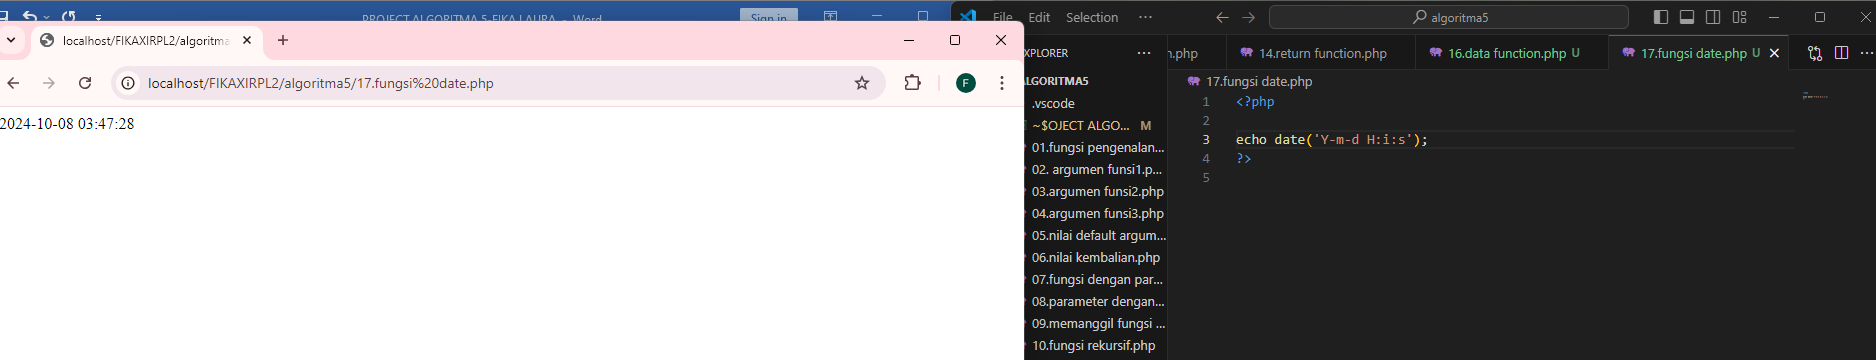 PROJECT ALGORITMA 5-FIKA LAURA - Word
Sign in
localhost/FIKAXIRPL2/algoritma
localhost/FIKAXIRPL2/algoritma5/17.fungsi%20date.php
F
2024-10-08 03:47:28
File Edit Selection ···
algoritma5
EXPLORER ···
ALGORITMA5
.vscode
~$OJECT ALGO... M
01.fungsi pengenalan...
02. argumen funsi1.p...
03.argumen funsi2.php
04.argumen funsi3.php
05.nilai default argum...
06.nilai kembalian.php
07.fungsi dengan par...
08.parameter dengan...
09.memanggil fungsi ...
10.fungsi rekursif.php
n.php
14.return function.php
16.data function.php U
17.fungsi date.php U
17.fungsi date.php
1 <?php
2
3 echo date('Y-m-d H:i:s');
4 ?>
5